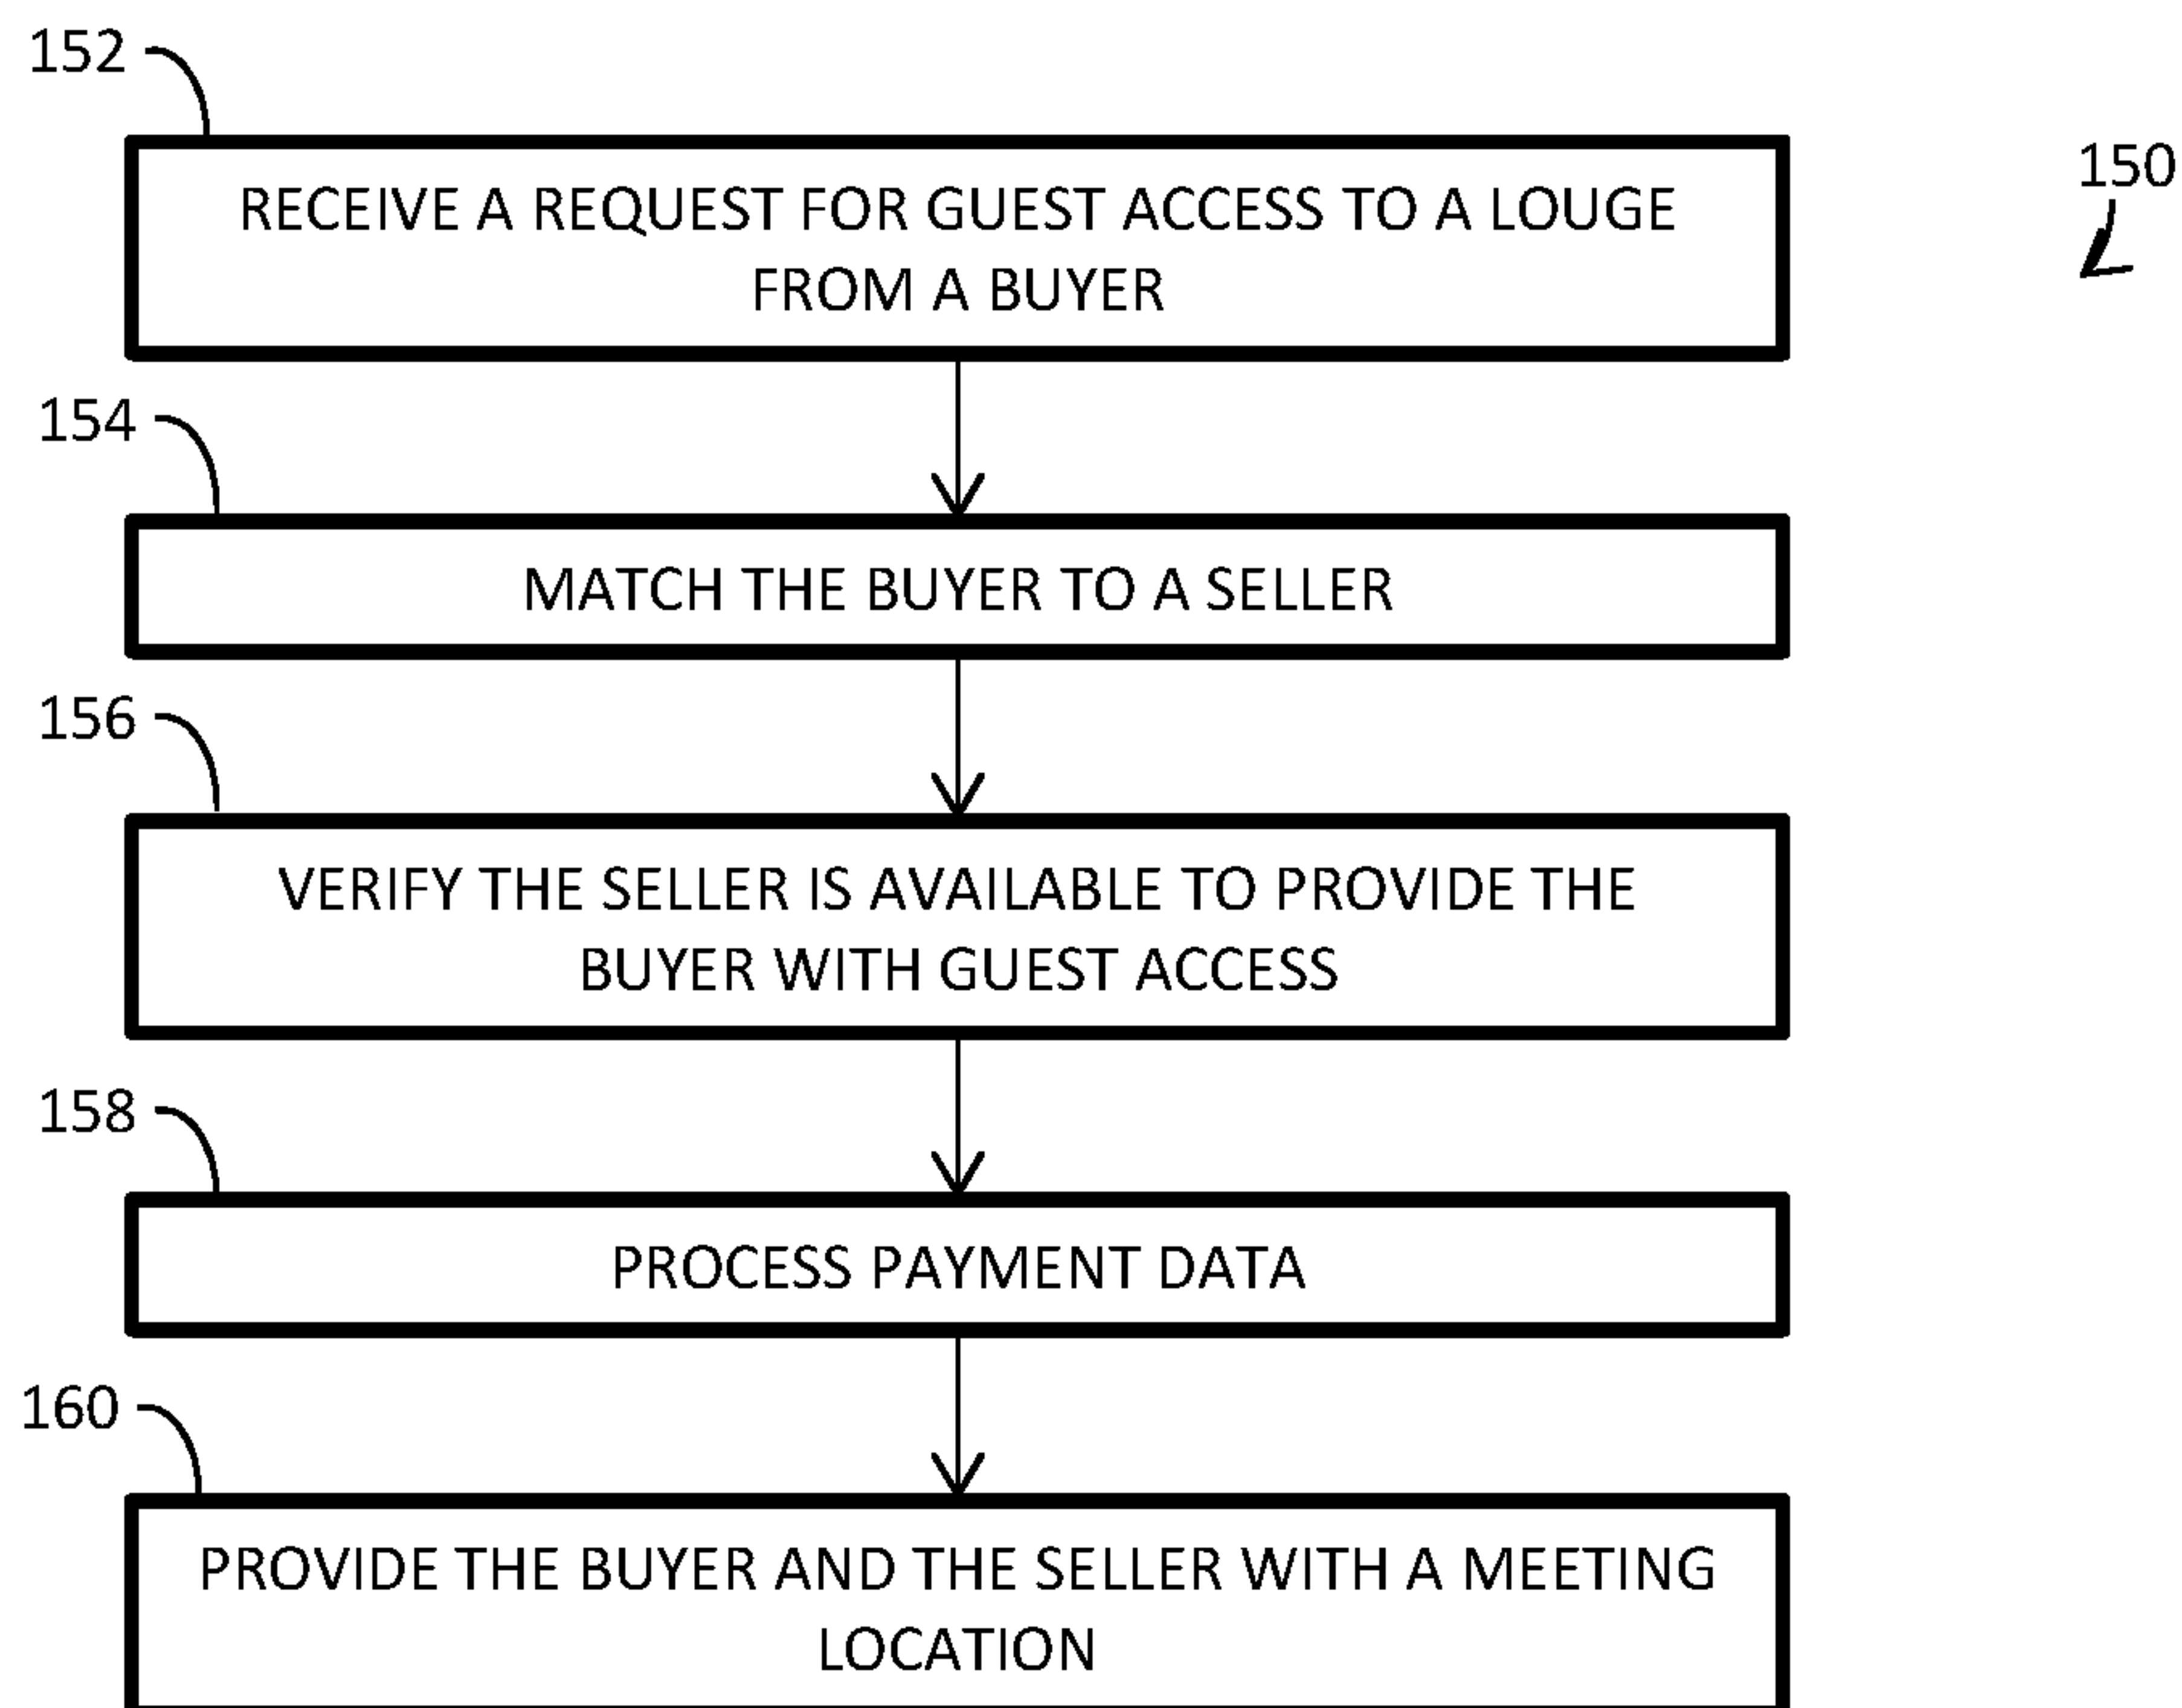 152
150
RECEIVE A REQUEST FOR GUEST ACCESS TO A LOUGE
FROM A BUYER
154
MATCH THE BUYER TO A SELLER
156
VERIFY THE SELLER IS AVAILABLE TO PROVIDE THE
BUYER WITH GUEST ACCESS
158
PROCESS PAYMENT DATA
160
PROVIDE THE BUYER AND THE SELLER WITH A MEETING
LOCATION